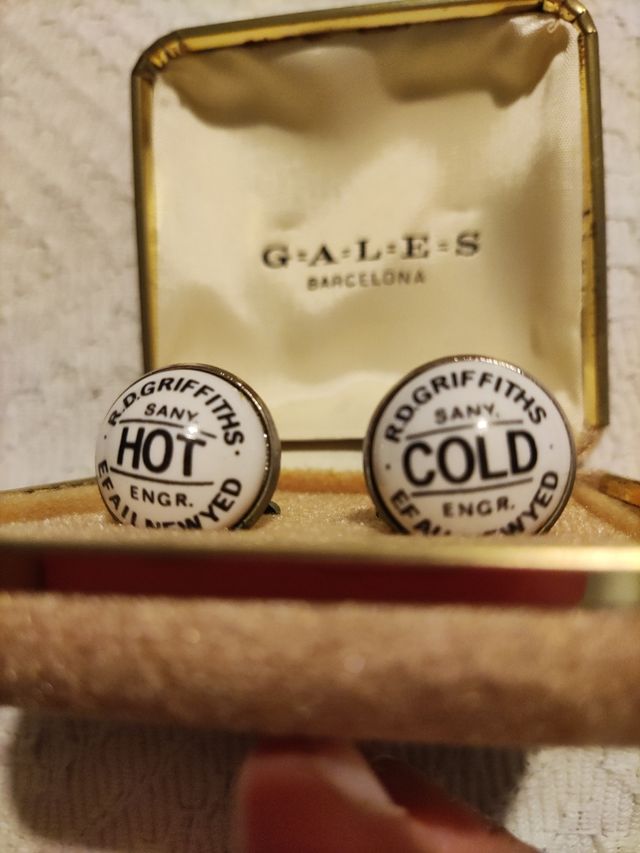 G·A·L·E·S
BARCELONA
R.D.GRIFFITHS
SANY.
HOT
ENGR.
EFAILNEWYED
R.D.GRIFFITHS
SANY.
COLD
ENGR.
EFAILNEWYED